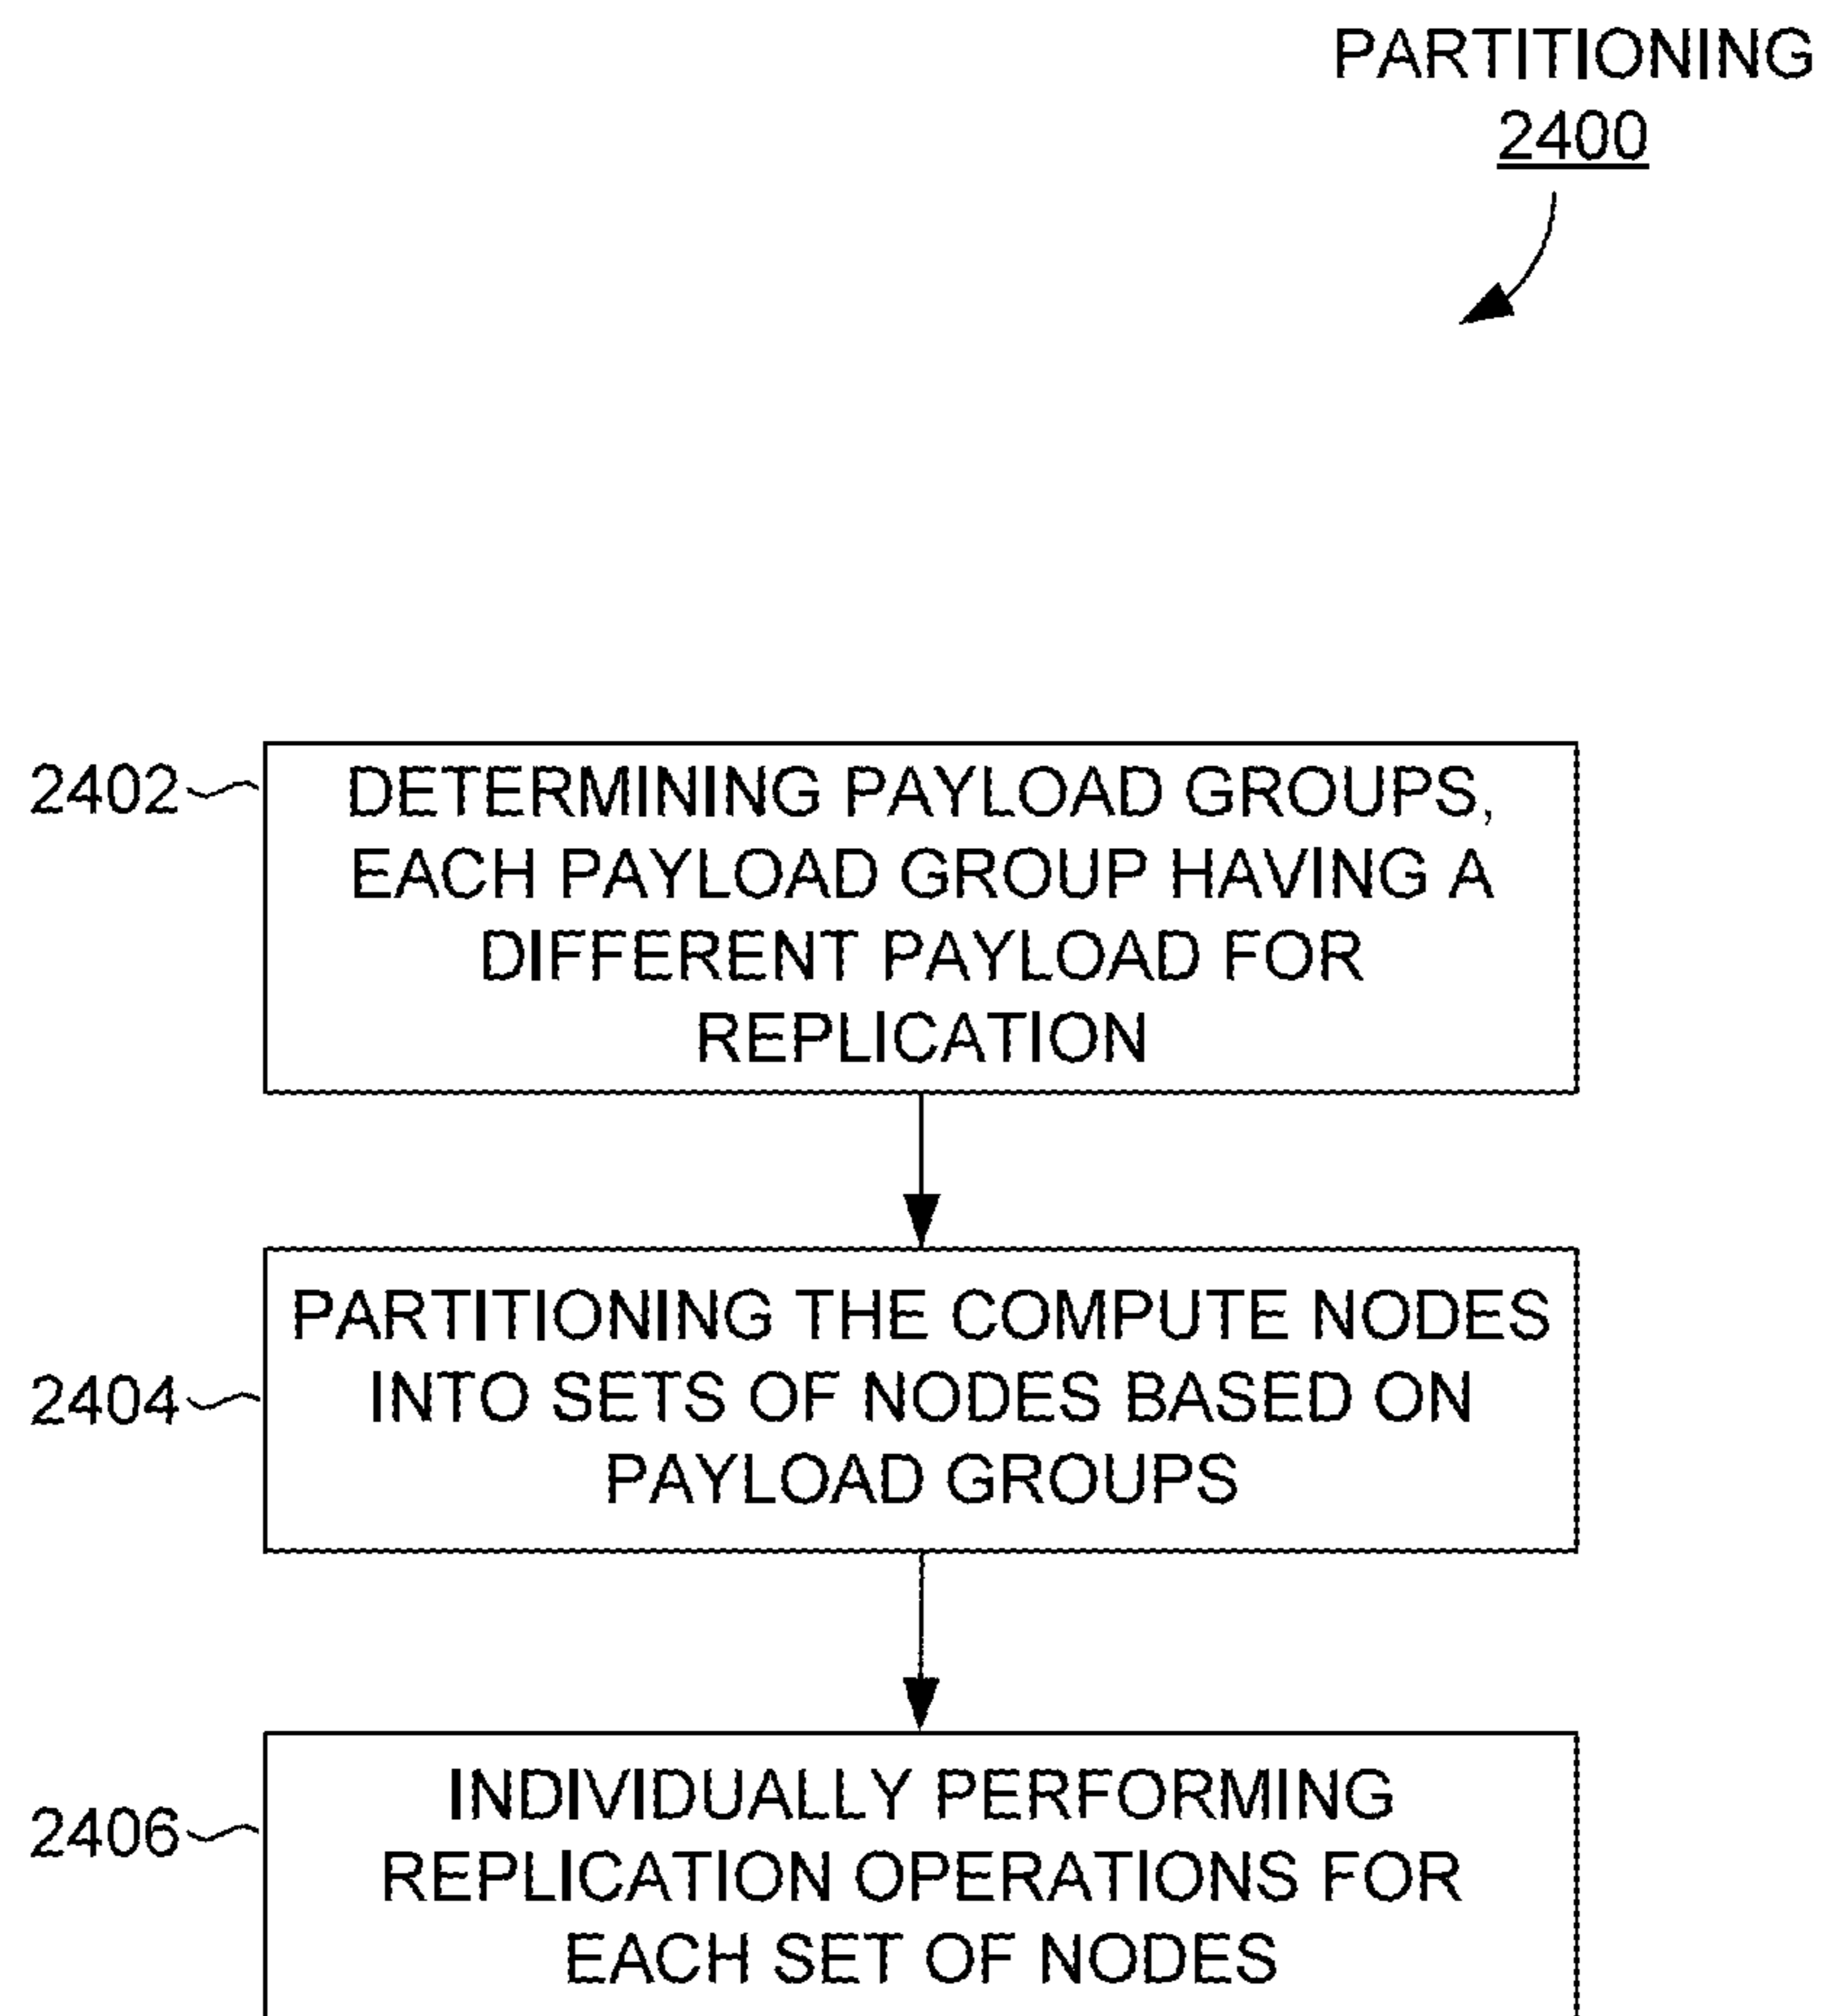 PARTITIONING
2400
2402
DETERMINING PAYLOAD GROUPS,
EACH PAYLOAD GROUP HAVING A
DIFFERENT PAYLOAD FOR
REPLICATION
2404
PARTITIONING THE COMPUTE NODES
INTO SETS OF NODES BASED ON
PAYLOAD GROUPS
2406
INDIVIDUALLY PERFORMING
REPLICATION OPERATIONS FOR
EACH SET OF NODES